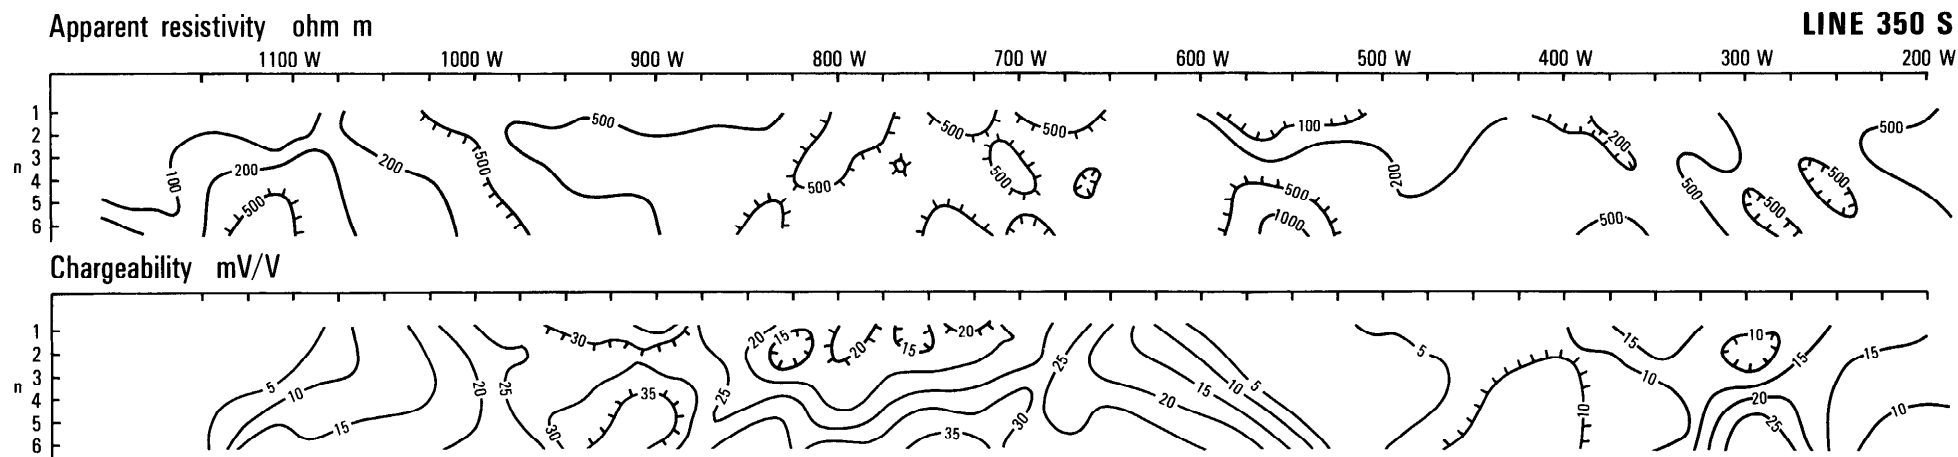 Apparent resistivity ohm m LINE 350 S
1100 W 1000 W 900 W 800 W 700 W 600 W 500 W 400 W 300 W 200 W
1
2
n 3
4
5
6
100 200 500 200 500 500 500 500 500 500 100 200 500 1000 200 500 500 500 500 500
Chargeability mV/V
1
2
n 3
4
5
6
5 10 15 20 25 30 30 35 25 20 15 20 15 20 35 30 25 20 15 10 5 5 10 15 10 10 15 20 25 15 10